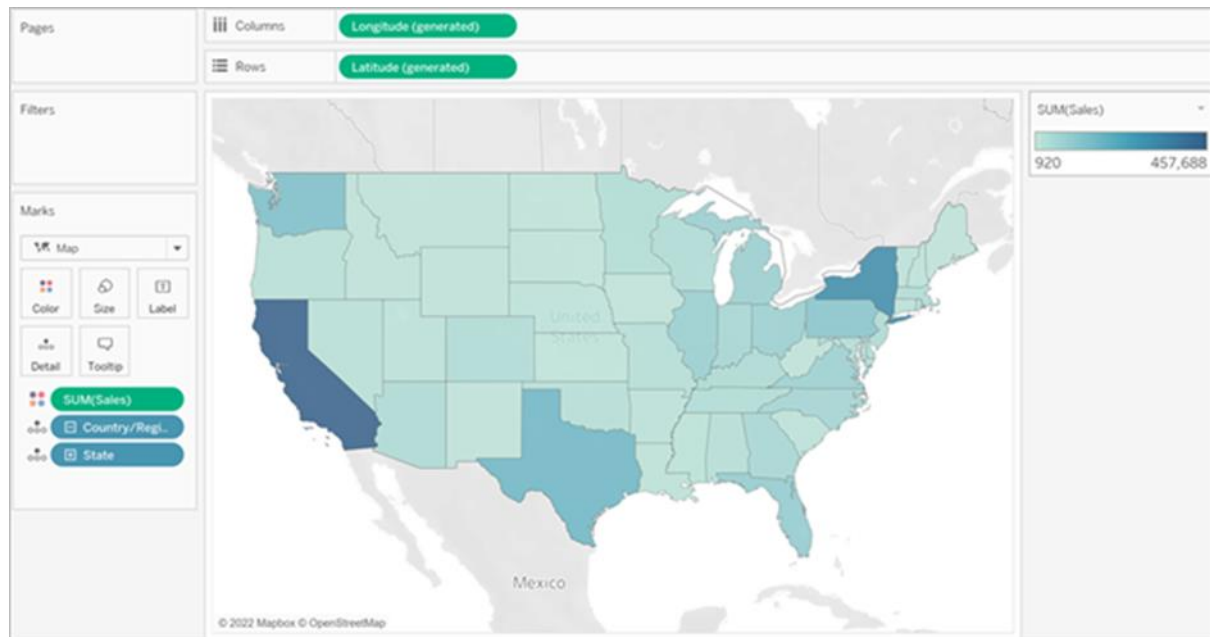 Pages
Columns
Longitude (generated)
Rows
Latitude (generated)
Filters
Marks
Map
Color
Size
Label
Detail
Tooltip
SUM(Sales)
Country/Regi..
State
United
States
Mexico
© 2022 Mapbox © OpenStreetMap
SUM(Sales)
920 457,688